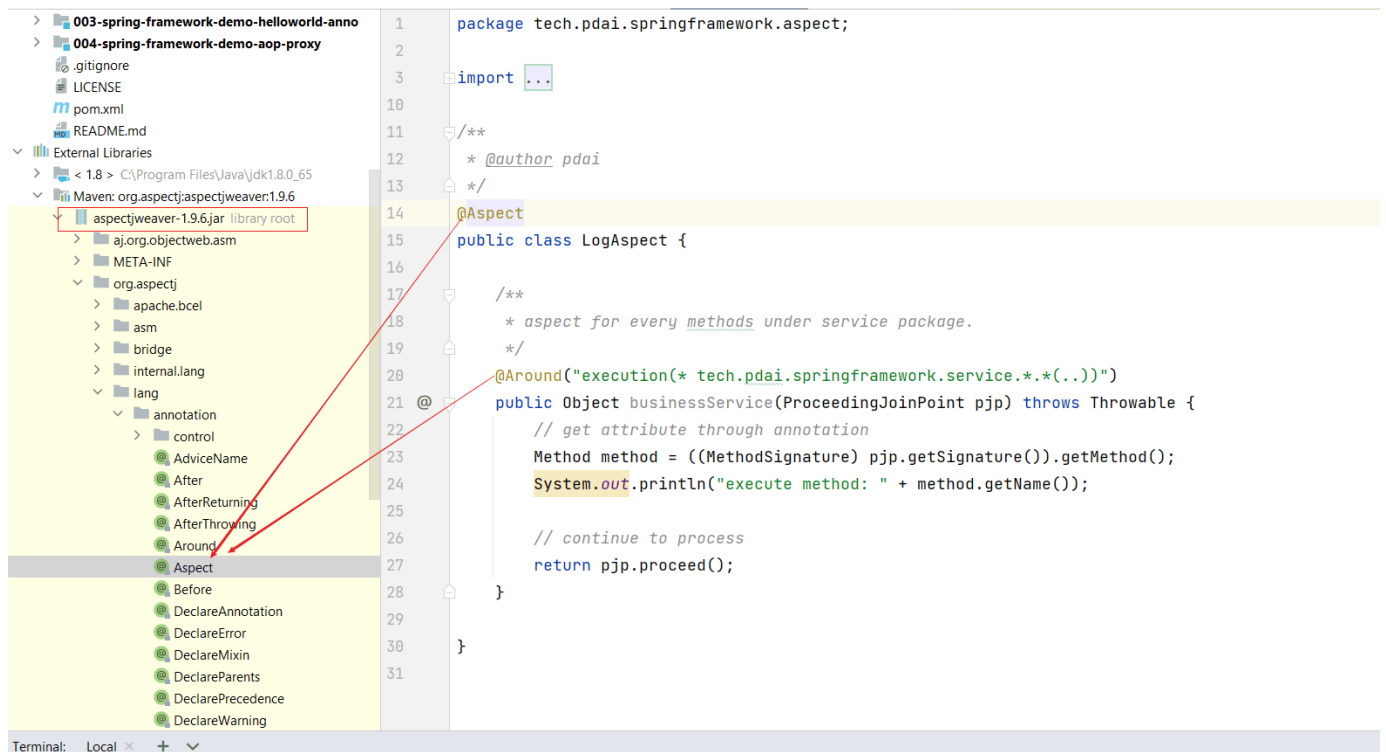 003-spring-framework-demo-helloworld-anno
004-spring-framework-demo-aop-proxy
.gitignore
LICENSE
pom.xml
README.md
External Libraries
< 1.8 > C:\Program Files\Java\jdk1.8.0_65
Maven: org.aspectj:aspectjweaver:1.9.6
aspectjweaver-1.9.6.jar library root
aj.org.objectweb.asm
META-INF
org.aspectj
apache.bcel
asm
bridge
internal.lang
lang
annotation
control
AdviceName
After
AfterReturning
AfterThrowing
Around
Aspect
Before
DeclareAnnotation
DeclareError
DeclareMixin
DeclareParents
DeclarePrecedence
DeclareWarning
1 package tech.pdai.springframework.aspect;
2
3 import ...
10
11 /**
12 * @author pdai
13 */
14 @Aspect
15 public class LogAspect {
16
17 /**
18 * aspect for every methods under service package.
19 */
20 @Around("execution(* tech.pdai.springframework.service.*.*(..))")
21 @ public Object businessService(ProceedingJoinPoint pjp) throws Throwable {
22 // get attribute through annotation
23 Method method = ((MethodSignature) pjp.getSignature()).getMethod();
24 System.out.println("execute method: " + method.getName());
25
26 // continue to process
27 return pjp.proceed();
28 }
29
30 }
31
Terminal: Local × +